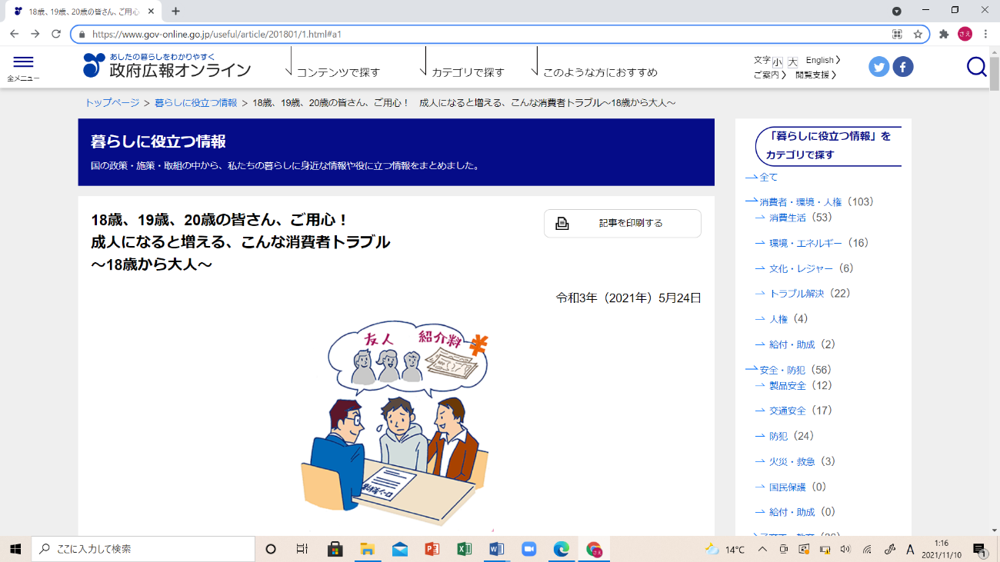 18歳、19歳、20歳の皆さん、ご用心
https://www.gov-online.go.jp/useful/article/201801/1.html#a1
さえ
全メニュー
あしたの暮らしをわかりやすく
政府広報オンライン
コンテンツで探す
カテゴリで探す
このような方におすすめ
文字 小 大 English
ご案内 閲覧支援
トップページ > 暮らしに役立つ情報 > 18歳、19歳、20歳の皆さん、ご用心！　成人になると増える、こんな消費者トラブル～18歳から大人～
暮らしに役立つ情報
国の政策・施策・取組の中から、私たちの暮らしに身近な情報や役に立つ情報をまとめました。
18歳、19歳、20歳の皆さん、ご用心！
成人になると増える、こんな消費者トラブル
～18歳から大人～
記事を印刷する
令和3年（2021年）5月24日
友人
紹介料
¥
「暮らしに役立つ情報」を
カテゴリで探す
全て
消費者・環境・人権（103）
消費生活（53）
環境・エネルギー（16）
文化・レジャー（6）
トラブル解決（22）
人権（4）
給付・助成（2）
安全・防犯（56）
製品安全（12）
交通安全（17）
防犯（24）
火災・救急（3）
国民保護（0）
給付・助成（0）
ここに入力して検索
14℃
A
1:16
2021/11/10
1